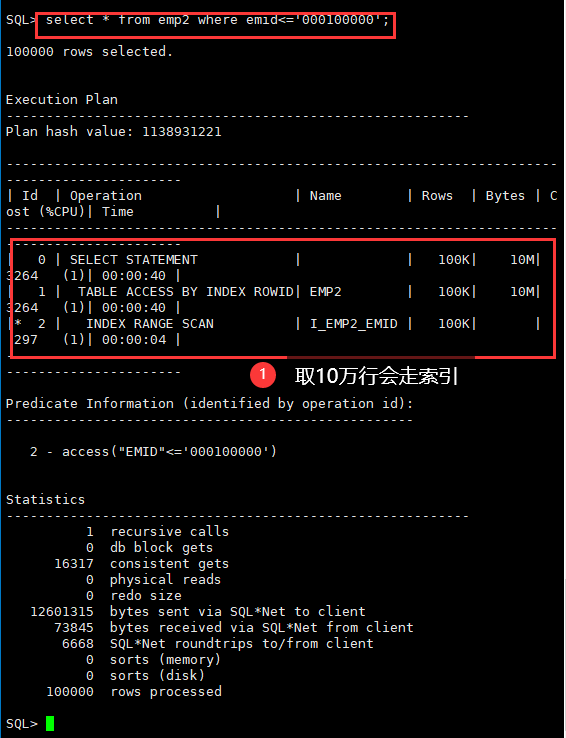 SQL> select * from emp2 where emid<='000100000';
100000 rows selected.
Execution Plan
----------------------------------------------------------
Plan hash value: 1138931221
---------------------------------------------------------------------
----------------------
| Id  | Operation                   | Name        | Rows  | Bytes | C
ost (%CPU)| Time          |
---------------------------------------------------------------------
----------------------
|   0 | SELECT STATEMENT            |             |   100K|    10M|
3264   (1)| 00:00:40 |
|   1 |  TABLE ACCESS BY INDEX ROWID| EMP2        |   100K|    10M|
3264   (1)| 00:00:40 |
|*  2 |   INDEX RANGE SCAN          | I_EMP2_EMID |   100K|       |
297   (1)| 00:00:04 |
----------------------
1 取10万行会走索引
Predicate Information (identified by operation id):
---------------------------------------------------
2 - access("EMID"<='000100000')
Statistics
----------------------------------------------------------
1  recursive calls
0  db block gets
16317  consistent gets
0  physical reads
0  redo size
12601315  bytes sent via SQL*Net to client
73845  bytes received via SQL*Net from client
6668  SQL*Net roundtrips to/from client
0  sorts (memory)
0  sorts (disk)
100000  rows processed
SQL>